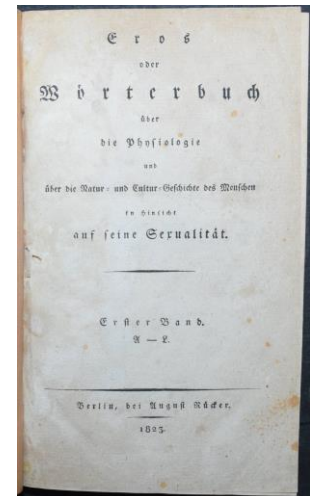 Eros
oder
Wörterbuch
über
die Physiologie
und
über die Natur- und Cultur-Geschichte des Menschen
in Hinsicht
auf seine Sexualität.
Erster Band.
A — L.
Berlin, bei August Rücker.
1823.